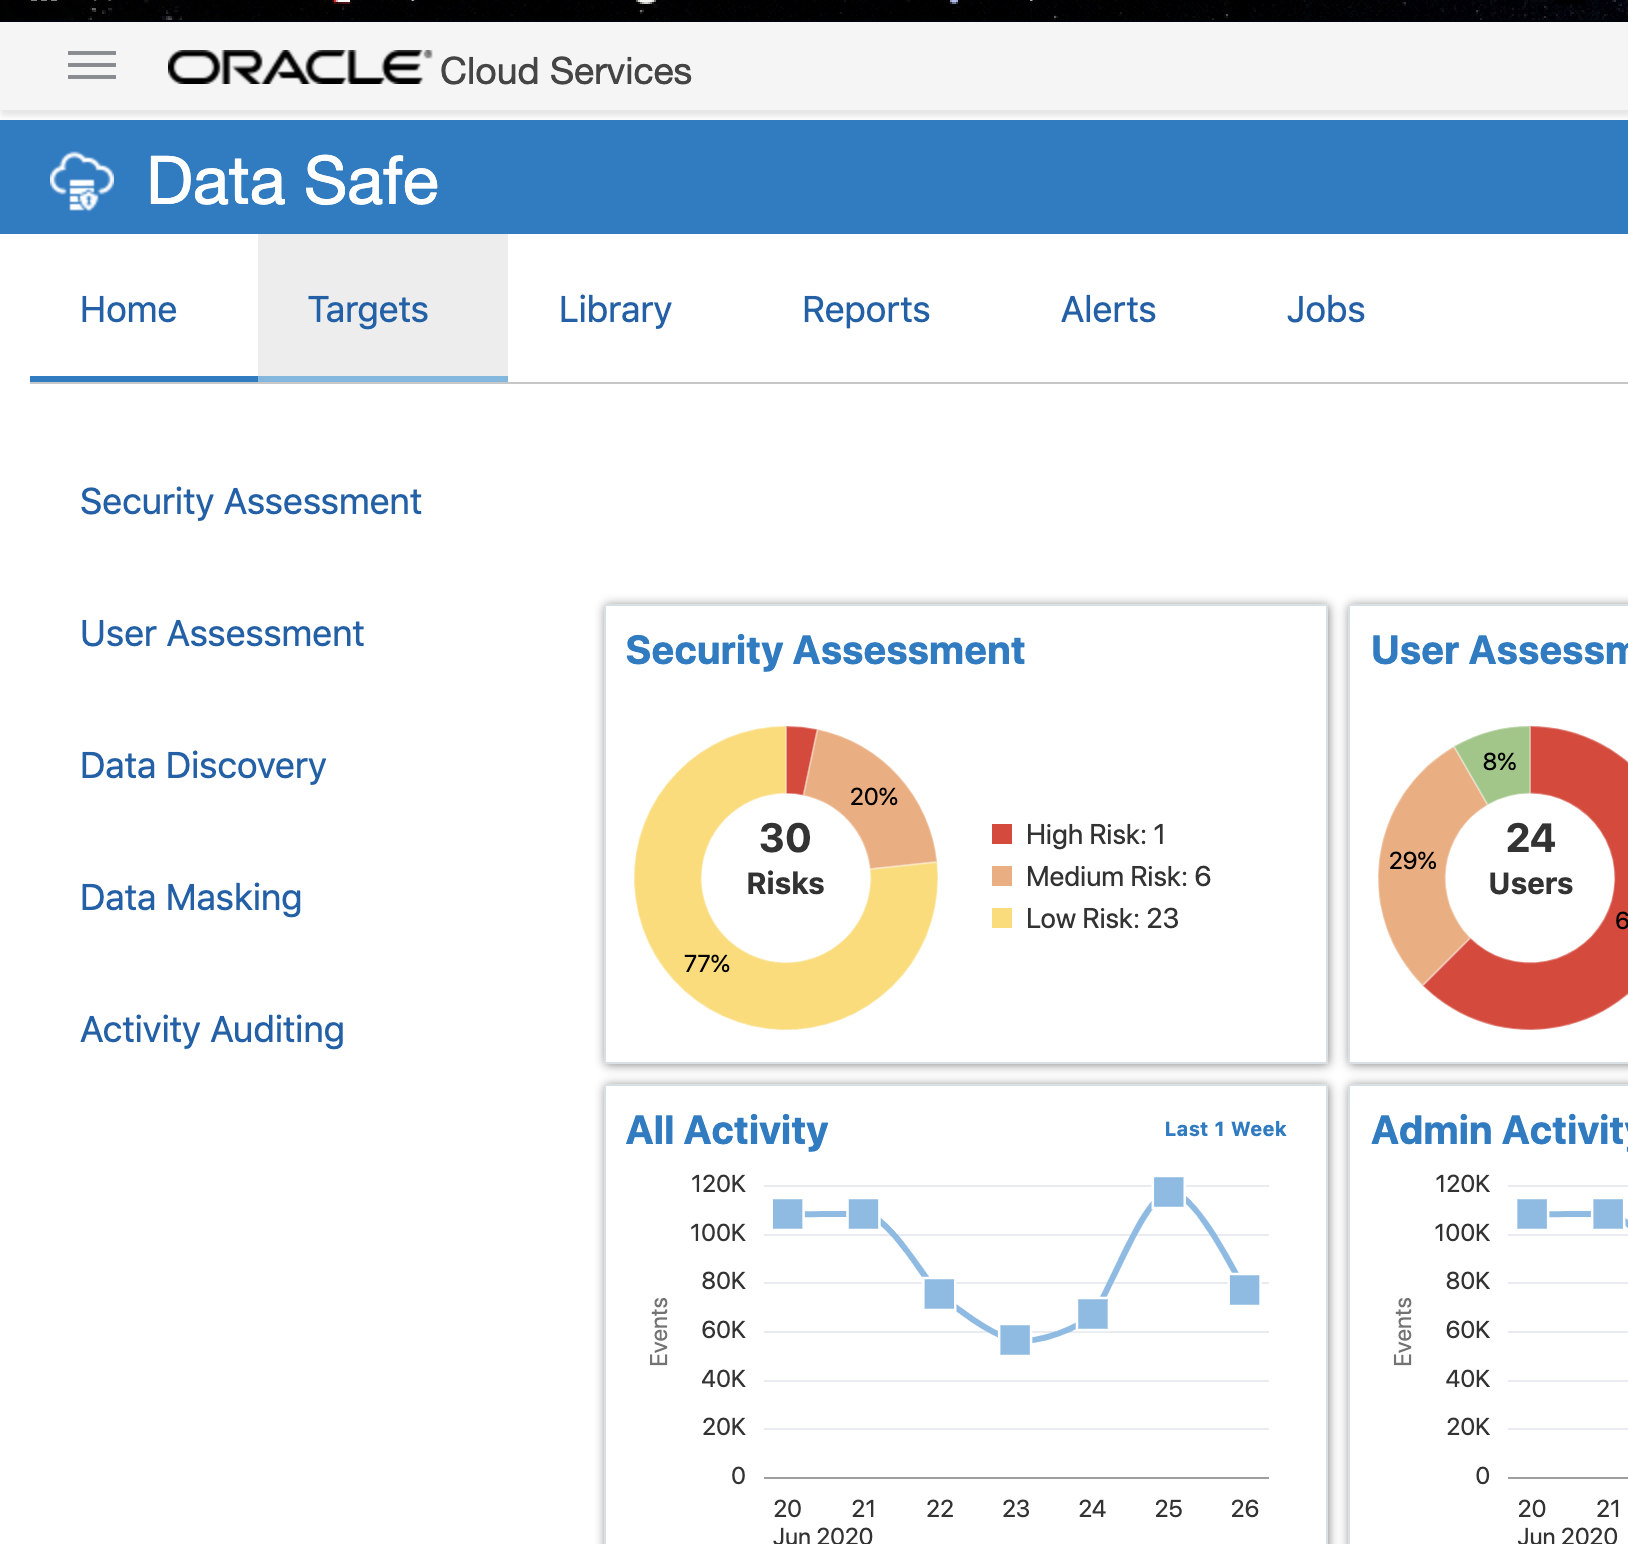 ORACLE Cloud Services
Data Safe
Home Targets Library Reports Alerts Jobs
Security Assessment
User Assessment
Data Discovery
Data Masking
Activity Auditing
Security Assessment
20%
77%
30
Risks
High Risk: 1
Medium Risk: 6
Low Risk: 23
User Assessm
8%
29%
6
24
Users
All Activity
Last 1 Week
120K
100K
80K
60K
40K
20K
0
Events
20 21 22 23 24 25 26
Jun 2020
Admin Activity
120K
100K
80K
60K
40K
20K
0
Events
20 21
Jun 2020